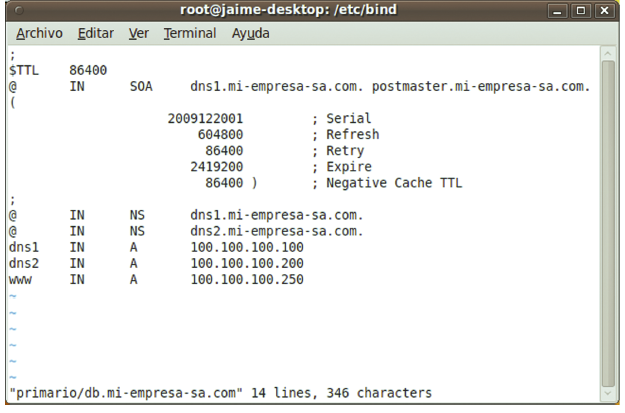 root@jaime-desktop: /etc/bind
Archivo Editar Ver Terminal Ayuda
;
$TTL    86400
@       IN      SOA     dns1.mi-empresa-sa.com. postmaster.mi-empresa-sa.com.
(
                     2009122001         ; Serial
                         604800         ; Refresh
                          86400         ; Retry
                        2419200         ; Expire
                          86400 )       ; Negative Cache TTL
;
@       IN      NS      dns1.mi-empresa-sa.com.
@       IN      NS      dns2.mi-empresa-sa.com.
dns1    IN      A       100.100.100.100
dns2    IN      A       100.100.100.200
www     IN      A       100.100.100.250
~
~
~
~
~
~
"primario/db.mi-empresa-sa.com" 14 lines, 346 characters